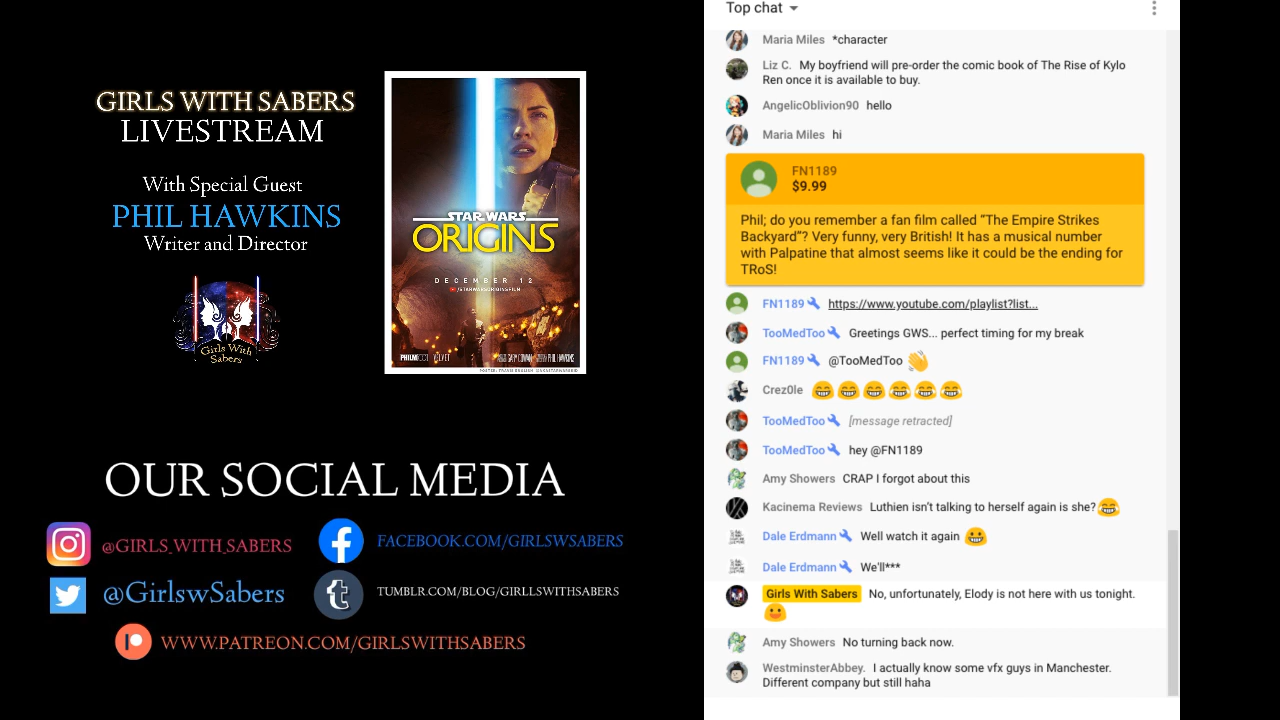 GIRLS WITH SABERS
LIVESTREAM
With Special Guest
PHIL HAWKINS
Writer and Director
Girls With
Sabers
STAR WARS
ORIGINS
DECEMBER 12
/STARWARSORIGINSFILM
OUR SOCIAL MEDIA
@GIRLS_WITH_SABERS
FACEBOOK.COM/GIRLSWSABERS
@GirlswSabers
TUMBLR.COM/BLOG/GIRLLSWITHSABERS
WWW.PATREON.COM/GIRLSWITHSABERS
Top chat
Maria Miles *character
Liz C. My boyfriend will pre-order the comic book of The Rise of Kylo
Ren once it is available to buy.
AngelicOblivion90 hello
Maria Miles hi
FN1189
$9.99
Phil; do you remember a fan film called “The Empire Strikes
Backyard”? Very funny, very British! It has a musical number
with Palpatine that almost seems like it could be the ending for
TRoS!
FN1189 https://www.youtube.com/playlist?list...
TooMedToo Greetings GWS... perfect timing for my break
FN1189 @TooMedToo 👋
Crez0le 😂😂😂😂😂😂
TooMedToo [message retracted]
TooMedToo hey @FN1189
Amy Showers CRAP I forgot about this
Kacinema Reviews Luthien isn’t talking to herself again is she?😂
Dale Erdmann Well watch it again 😀
Dale Erdmann We'll***
Girls With Sabers No, unfortunately, Elody is not here with us tonight.
Amy Showers No turning back now.
WestminsterAbbey. I actually know some vfx guys in Manchester.
Different company but still haha